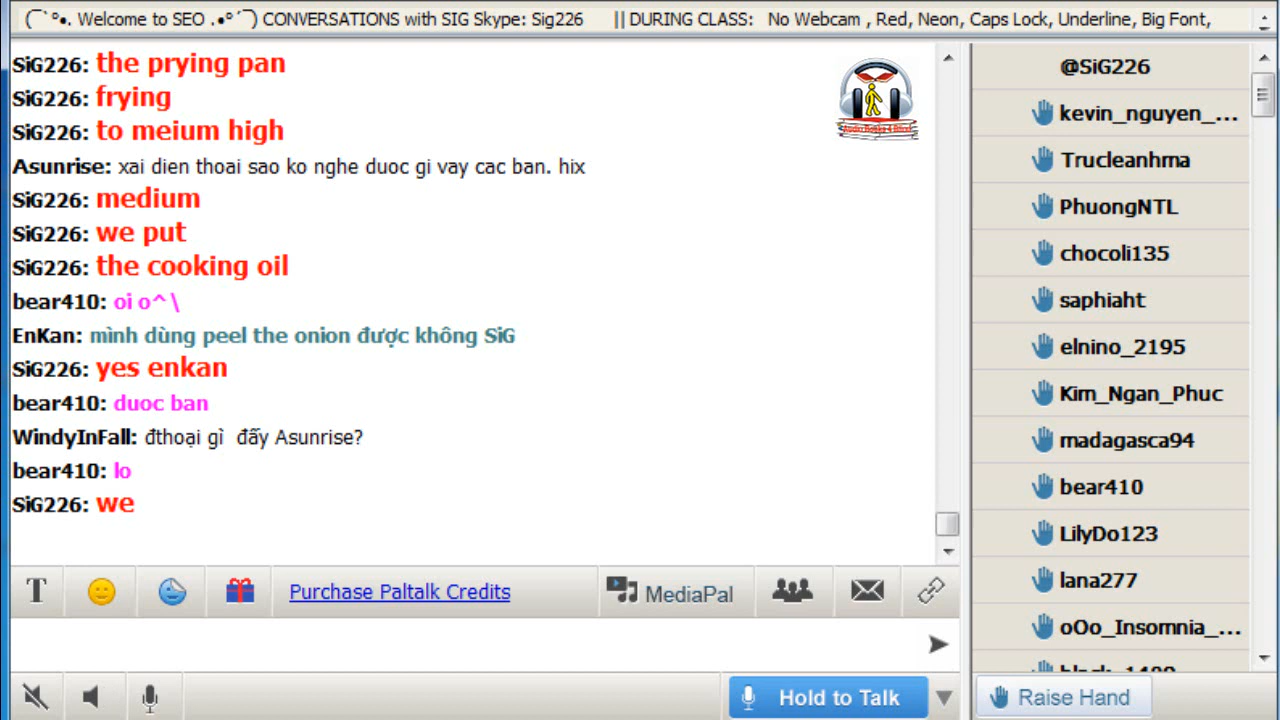 (¯`°•. Welcome to SEO .•°´¯) CONVERSATIONS with SIG Skype: Sig226 || DURING CLASS: No Webcam , Red, Neon, Caps Lock, Underline, Big Font,
SiG226: the prying pan
SiG226: frying
SiG226: to meium high
Asunrise: xai dien thoai sao ko nghe duoc gi vay cac ban. hix
SiG226: medium
SiG226: we put
SiG226: the cooking oil
bear410: oi o^\
EnKan: mình dùng peel the onion được không SiG
SiG226: yes enkan
bear410: duoc ban
WindyInFall: đthoại gì đấy Asunrise?
bear410: lo
SiG226: we
@SiG226
kevin_nguyen_...
Trucleanhma
PhuongNTL
chocoli135
saphiaht
elnino_2195
Kim_Ngan_Phuc
madagasca94
bear410
LilyDo123
lana277
oOo_Insomnia_...
T
Purchase Paltalk Credits
MediaPal
Hold to Talk
Raise Hand